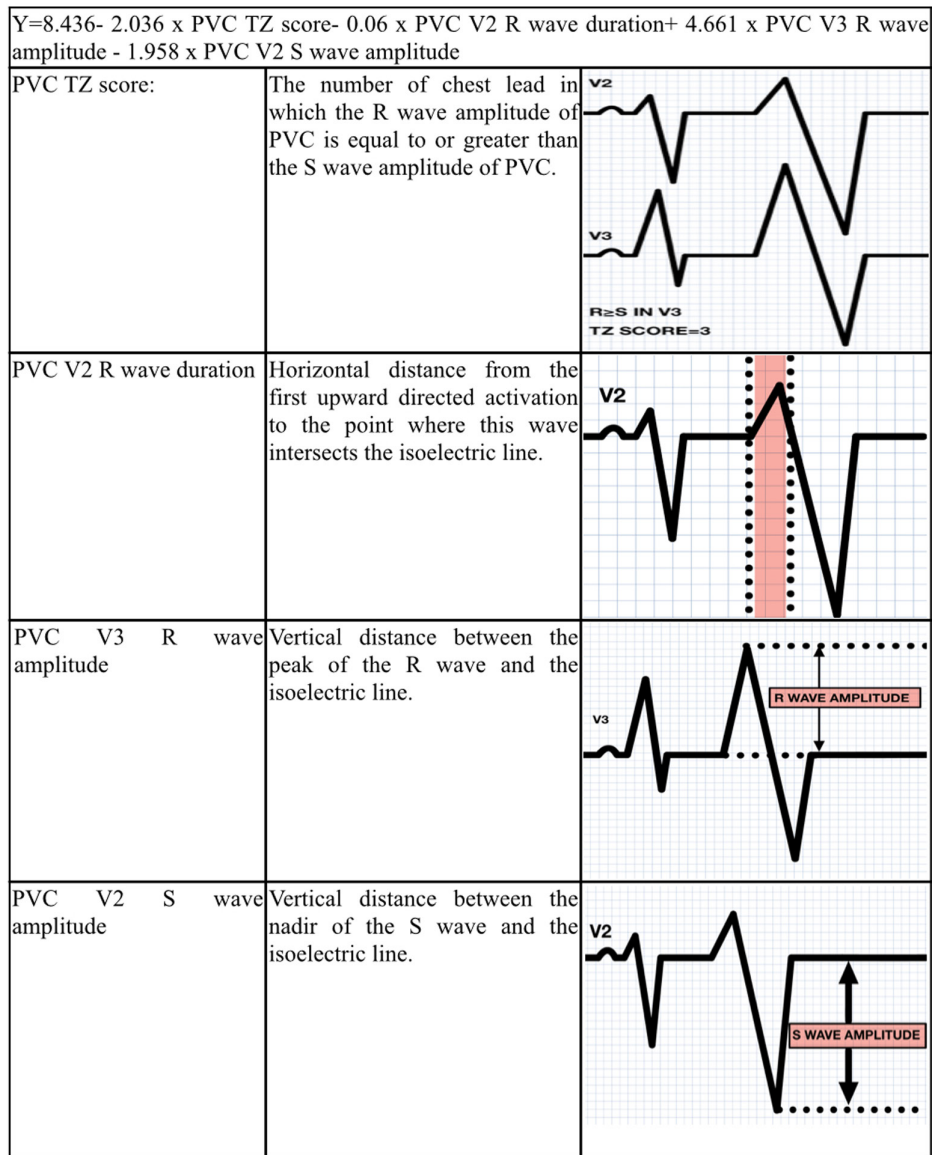 Y=8.436- 2.036 x PVC TZ score- 0.06 x PVC V2 R wave duration+ 4.661 x PVC V3 R wave
amplitude - 1.958 x PVC V2 S wave amplitude
PVC TZ score:
The number of chest lead in
which the R wave amplitude of
PVC is equal to or greater than
the S wave amplitude of PVC.
V2
V3
R≥S IN V3
TZ SCORE=3
PVC V2 R wave duration
Horizontal distance from the
first upward directed activation
to the point where this wave
intersects the isoelectric line.
V2
PVC V3 R wave
amplitude
Vertical distance between the
peak of the R wave and the
isoelectric line.
R WAVE AMPLITUDE
V3
PVC V2 S wave
amplitude
Vertical distance between the
nadir of the S wave and the
isoelectric line.
V2
S WAVE AMPLITUDE